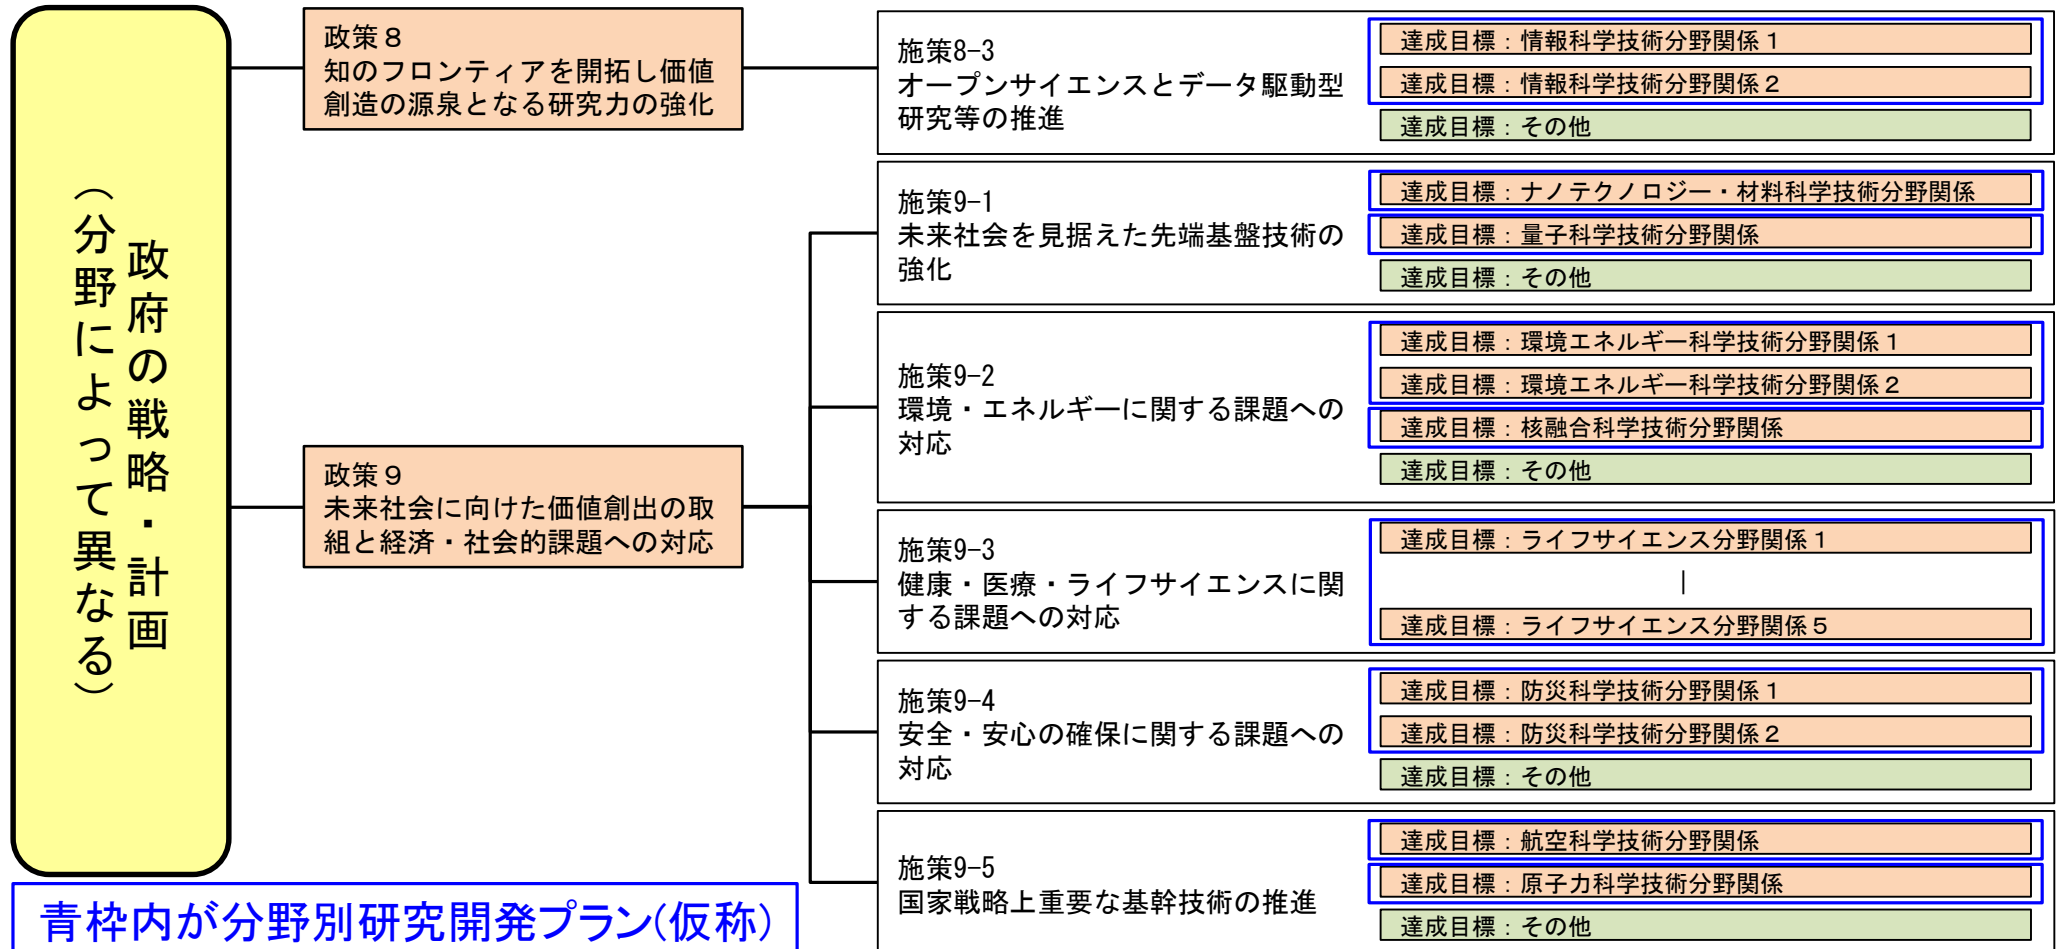 政府の戦略・計画
（分野によって異なる）
政策８
知のフロンティアを開拓し価値
創造の源泉となる研究力の強化
施策8-3
オープンサイエンスとデータ駆動型
研究等の推進
達成目標：情報科学技術分野関係１
達成目標：情報科学技術分野関係２
達成目標：その他
政策９
未来社会に向けた価値創出の取
組と経済・社会的課題への対応
施策9-1
未来社会を見据えた先端基盤技術の
強化
達成目標：ナノテクノロジー・材料科学技術分野関係
達成目標：量子科学技術分野関係
達成目標：その他
施策9-2
環境・エネルギーに関する課題への
対応
達成目標：環境エネルギー科学技術分野関係１
達成目標：環境エネルギー科学技術分野関係２
達成目標：核融合科学技術分野関係
達成目標：その他
施策9-3
健康・医療・ライフサイエンスに関
する課題への対応
達成目標：ライフサイエンス分野関係１
｜
達成目標：ライフサイエンス分野関係５
施策9-4
安全・安心の確保に関する課題への
対応
達成目標：防災科学技術分野関係１
達成目標：防災科学技術分野関係２
達成目標：その他
施策9-5
国家戦略上重要な基幹技術の推進
達成目標：航空科学技術分野関係
達成目標：原子力科学技術分野関係
達成目標：その他
青枠内が分野別研究開発プラン(仮称)